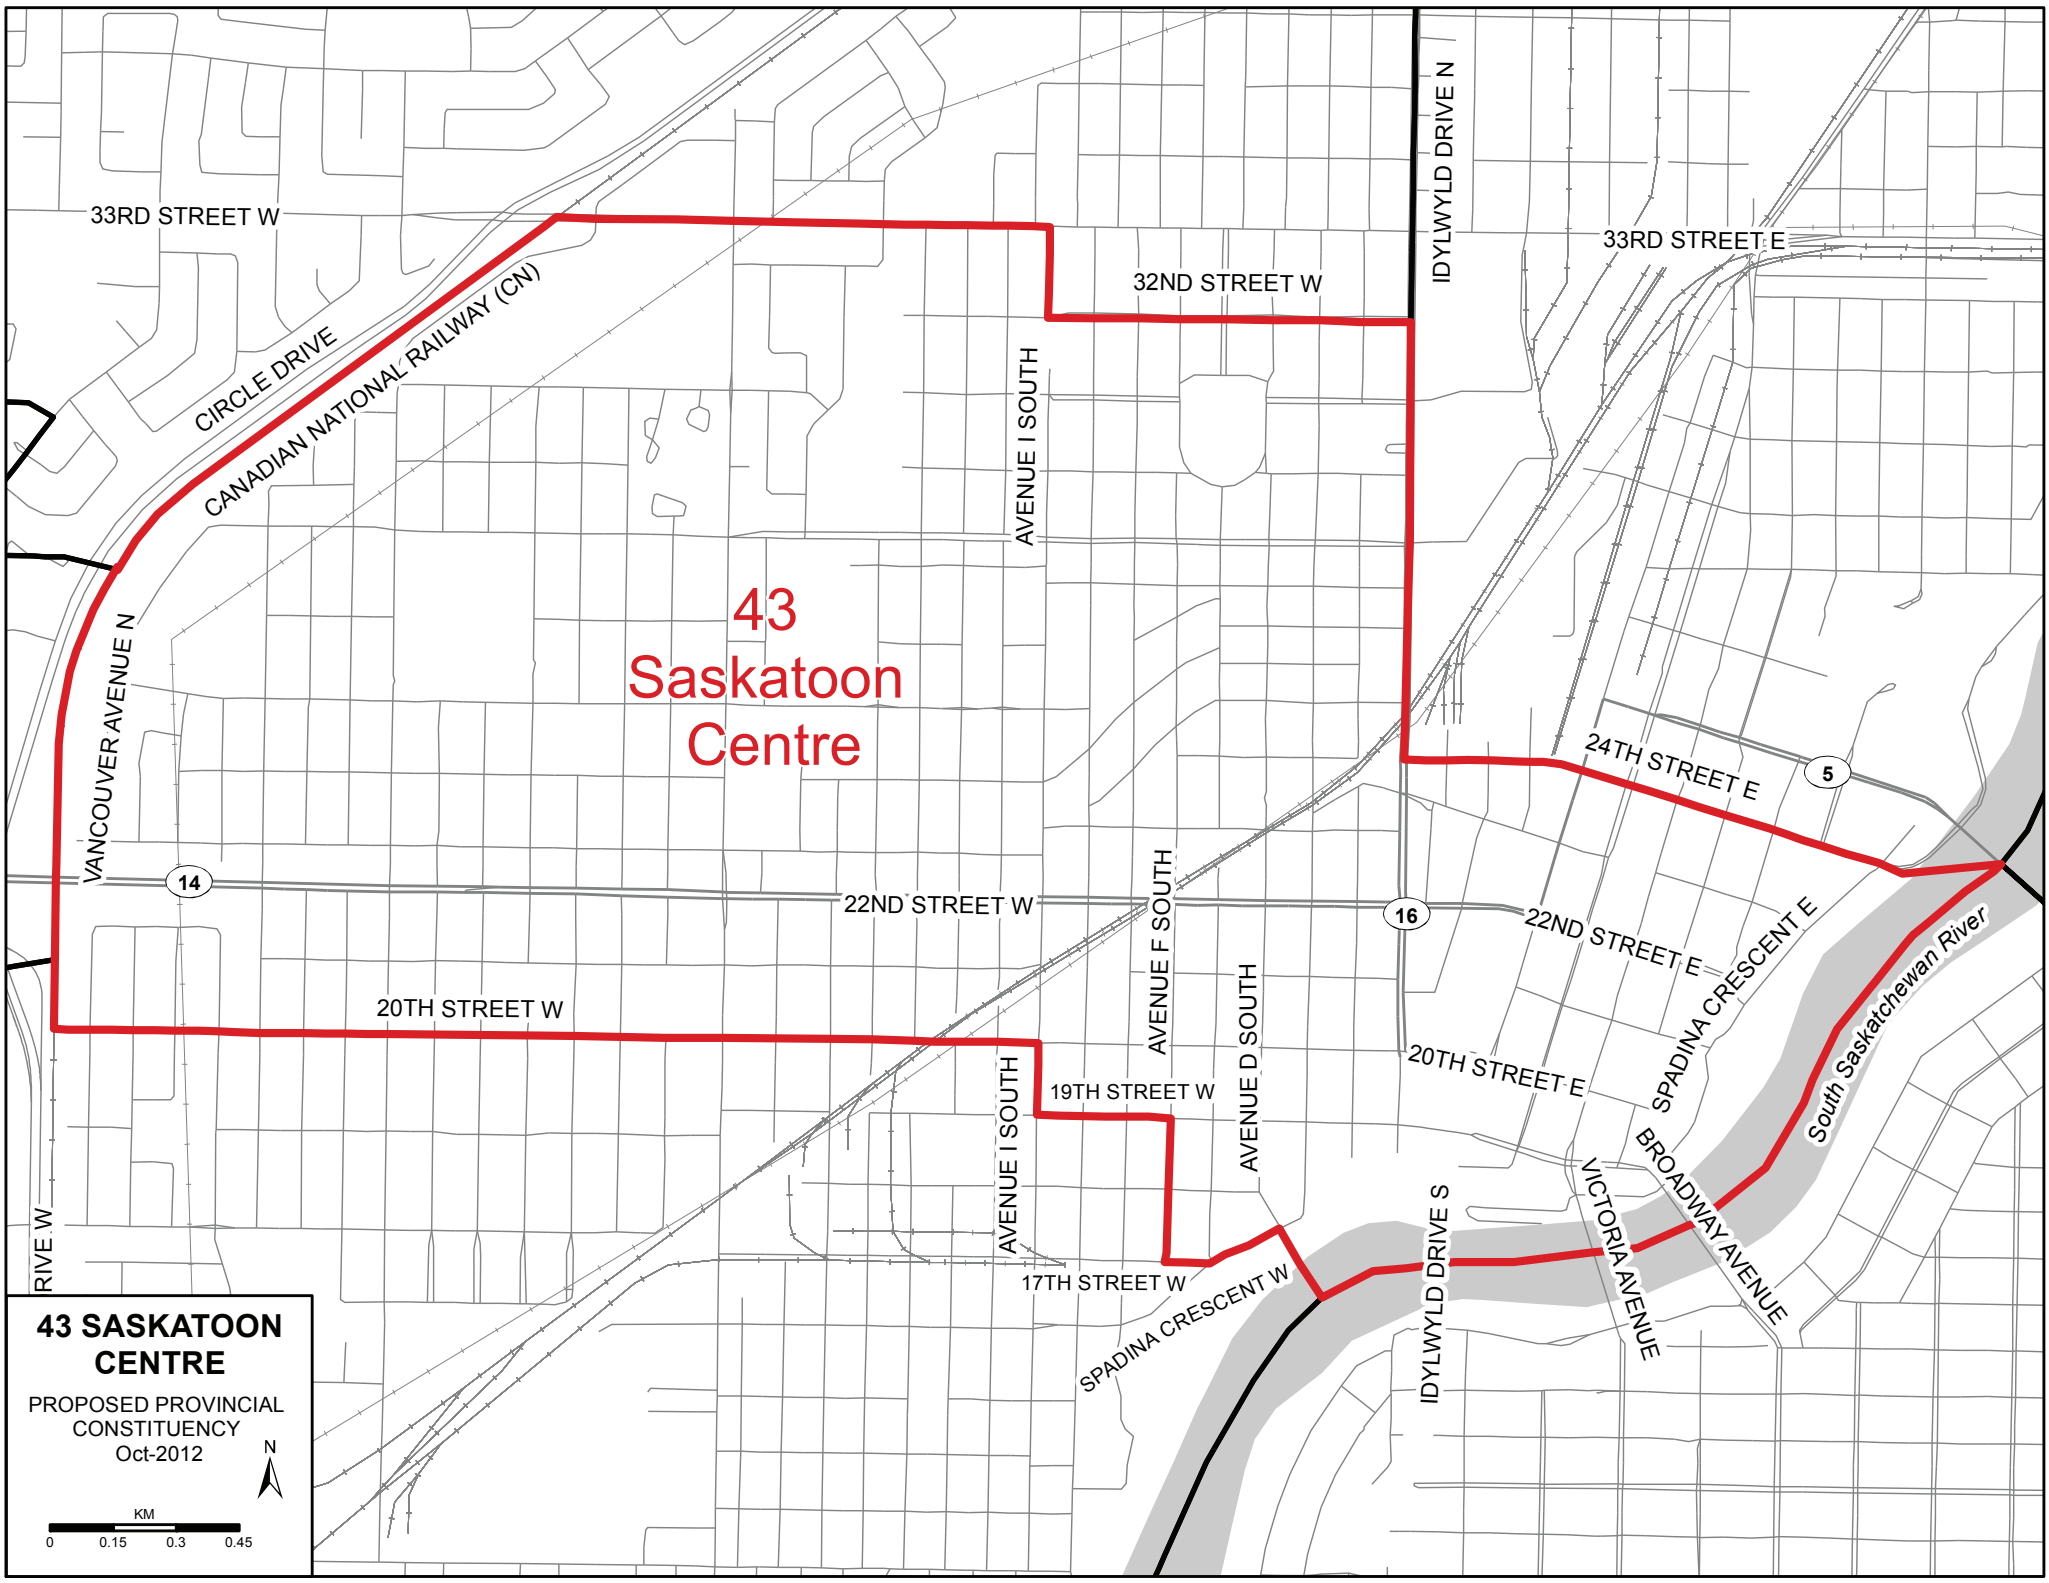 33RD STREET W
IDYLWYLD DRIVE N
33RD STREET E
32ND STREET W
CIRCLE DRIVE
CANADIAN NATIONAL RAILWAY (CN)
AVENUE I SOUTH
43
Saskatoon
Centre
VANCOUVER AVENUE N
24TH STREET E
5
14
22ND STREET W
AVENUE F SOUTH
16
22ND STREET E
SPADINA CRESCENT E
South Saskatchewan River
20TH STREET W
AVENUE D SOUTH
20TH STREET E
AVENUE I SOUTH
19TH STREET W
BROADWAY AVENUE
VICTORIA AVENUE
IDYLWYLD DRIVE S
17TH STREET W
SPADINA CRESCENT W
RIVE W
43 SASKATOON
CENTRE
PROPOSED PROVINCIAL
CONSTITUENCY
Oct-2012
N
KM
0 0.15 0.3 0.45